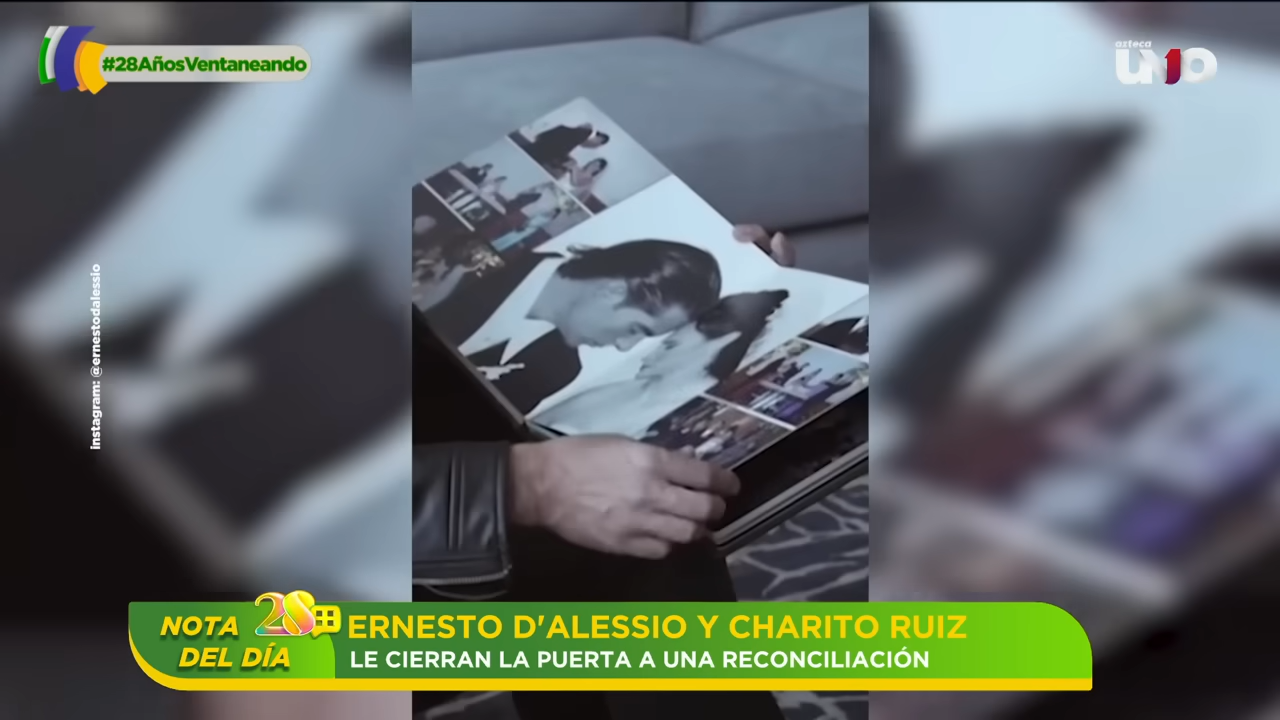 #28AñosVentaneando
azteca
UNO
instagram: @ernestodalessio
NOTA
DEL DÍA
28
ERNESTO D'ALESSIO Y CHARITO RUIZ
LE CIERRAN LA PUERTA A UNA RECONCILIACIÓN